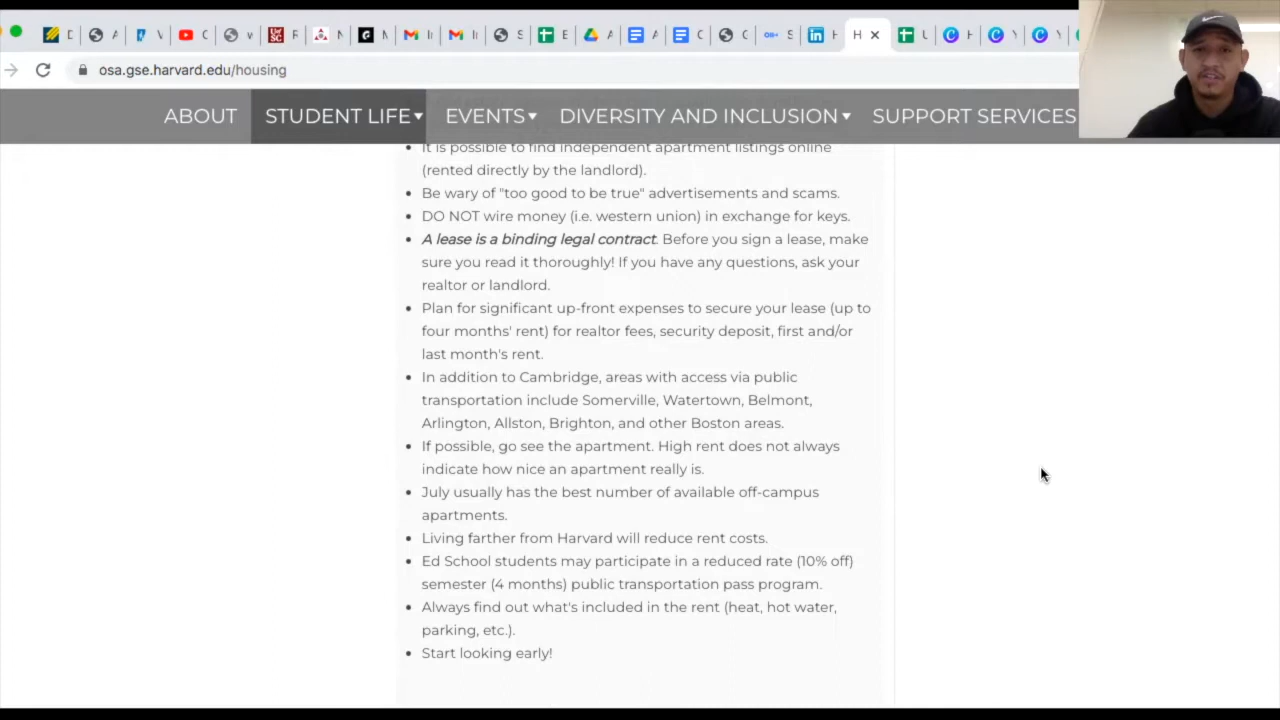 D
A
V
C
w
R
N
M
I
I
S
E
A
A
C
C
S
H
H
U
H
Y
Y
osa.gse.harvard.edu/housing
ABOUT STUDENT LIFE EVENTS DIVERSITY AND INCLUSION SUPPORT SERVICES
It is possible to find independent apartment listings online
(rented directly by the landlord).
Be wary of "too good to be true" advertisements and scams.
DO NOT wire money (i.e. western union) in exchange for keys.
A lease is a binding legal contract. Before you sign a lease, make
sure you read it thoroughly! If you have any questions, ask your
realtor or landlord.
Plan for significant up-front expenses to secure your lease (up to
four months' rent) for realtor fees, security deposit, first and/or
last month's rent.
In addition to Cambridge, areas with access via public
transportation include Somerville, Watertown, Belmont,
Arlington, Allston, Brighton, and other Boston areas.
If possible, go see the apartment. High rent does not always
indicate how nice an apartment really is.
July usually has the best number of available off-campus
apartments.
Living farther from Harvard will reduce rent costs.
Ed School students may participate in a reduced rate (10% off)
semester (4 months) public transportation pass program.
Always find out what's included in the rent (heat, hot water,
parking, etc.).
Start looking early!